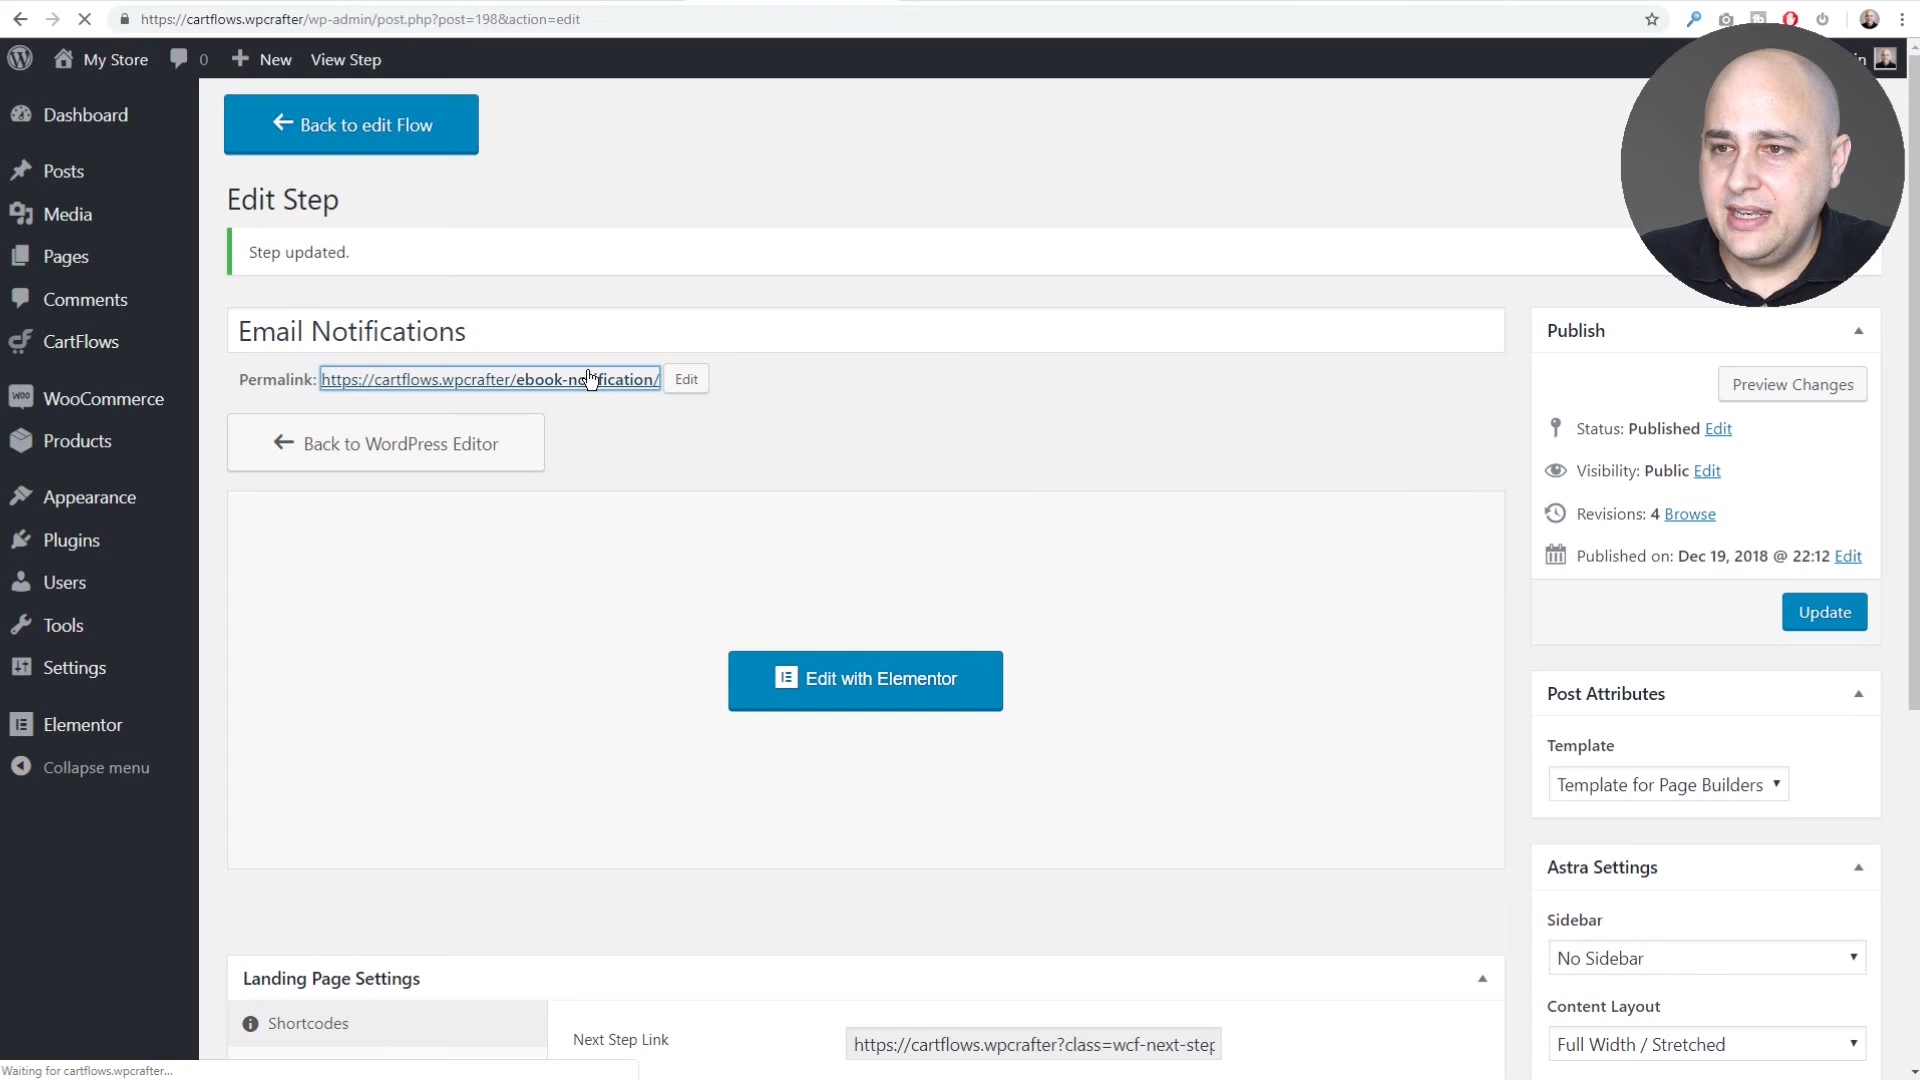 https://cartflows.wpcrafter/wp-admin/post.php?post=198&action=edit
My Store
0
New
View Step
Dashboard
Posts
Media
Pages
Comments
CartFlows
WooCommerce
Products
Appearance
Plugins
Users
Tools
Settings
Elementor
Collapse menu
Back to edit Flow
Edit Step
Step updated.
Email Notifications
Permalink: https://cartflows.wpcrafter/ebook-notification/ Edit
Back to WordPress Editor
Edit with Elementor
Landing Page Settings
Shortcodes
Next Step Link
https://cartflows.wpcrafter?class=wcf-next-step
Publish
Preview Changes
Status: Published Edit
Visibility: Public Edit
Revisions: 4 Browse
Published on: Dec 19, 2018 @ 22:12 Edit
Update
Post Attributes
Template
Template for Page Builders
Astra Settings
Sidebar
No Sidebar
Content Layout
Full Width / Stretched
Waiting for cartflows.wpcrafter...